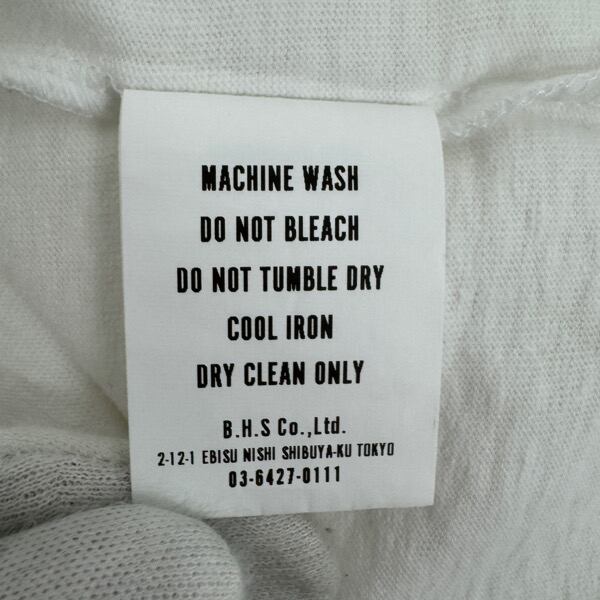 MACHINE WASH
DO NOT BLEACH
DO NOT TUMBLE DRY
COOL IRON
DRY CLEAN ONLY
B.H.S Co.,Ltd.
2-12-1 EBISU NISHI SHIBUYA-KU TOKYO
03-6427-0111